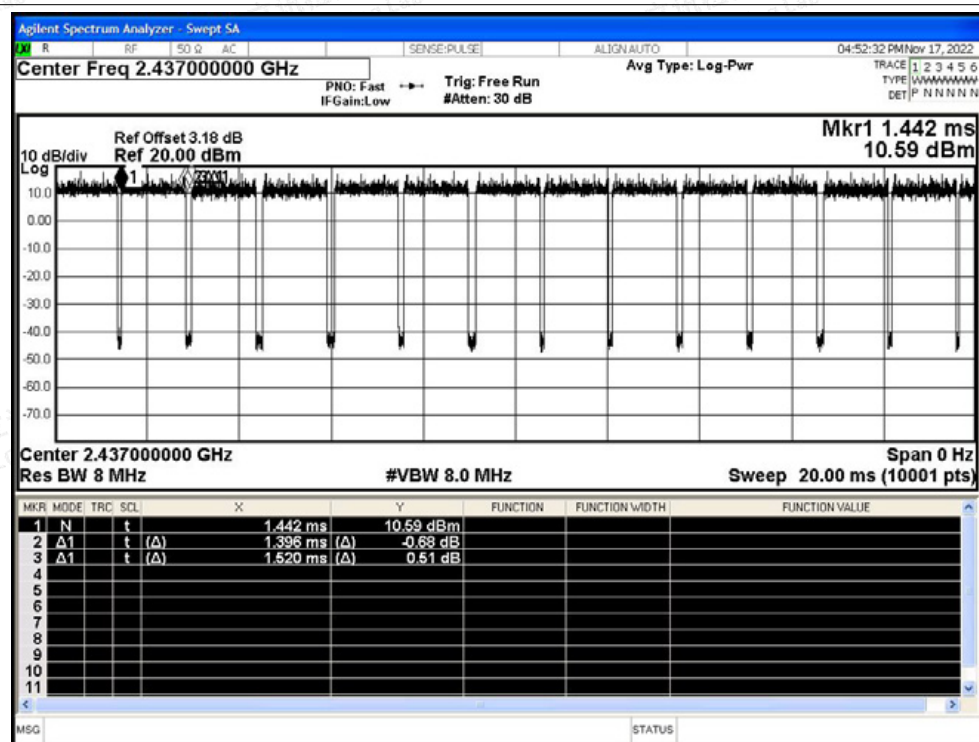 Agilent Spectrum Analyzer - Swept SA
R RF 50 Ω AC SENSE:PULSE ALIGN AUTO 04:52:32 PM Nov 17, 2022
Center Freq 2.437000000 GHz Avg Type: Log-Pwr TRACE 1 2 3 4 5 6
PNO: Fast Trig: Free Run TYPE WWWWWW
IFGain:Low #Atten: 30 dB DET P N N N N N
Mkr1 1.442 ms
Ref Offset 3.18 dB
10 dB/div Ref 20.00 dBm 10.59 dBm
Log
1
10.0
0.00
-10.0
-20.0
-30.0
-40.0
-50.0
-60.0
-70.0
Center 2.437000000 GHz Span 0 Hz
Res BW 8 MHz #VBW 8.0 MHz Sweep 20.00 ms (10001 pts)
MKR MODE TRC SCL X Y FUNCTION FUNCTION WIDTH FUNCTION VALUE
1 N t 1.442 ms 10.59 dBm
2 Δ1 t (Δ) 1.396 ms (Δ) -0.68 dB
3 Δ1 t (Δ) 1.520 ms (Δ) 0.51 dB
4
5
6
7
8
9
10
11
MSG STATUS